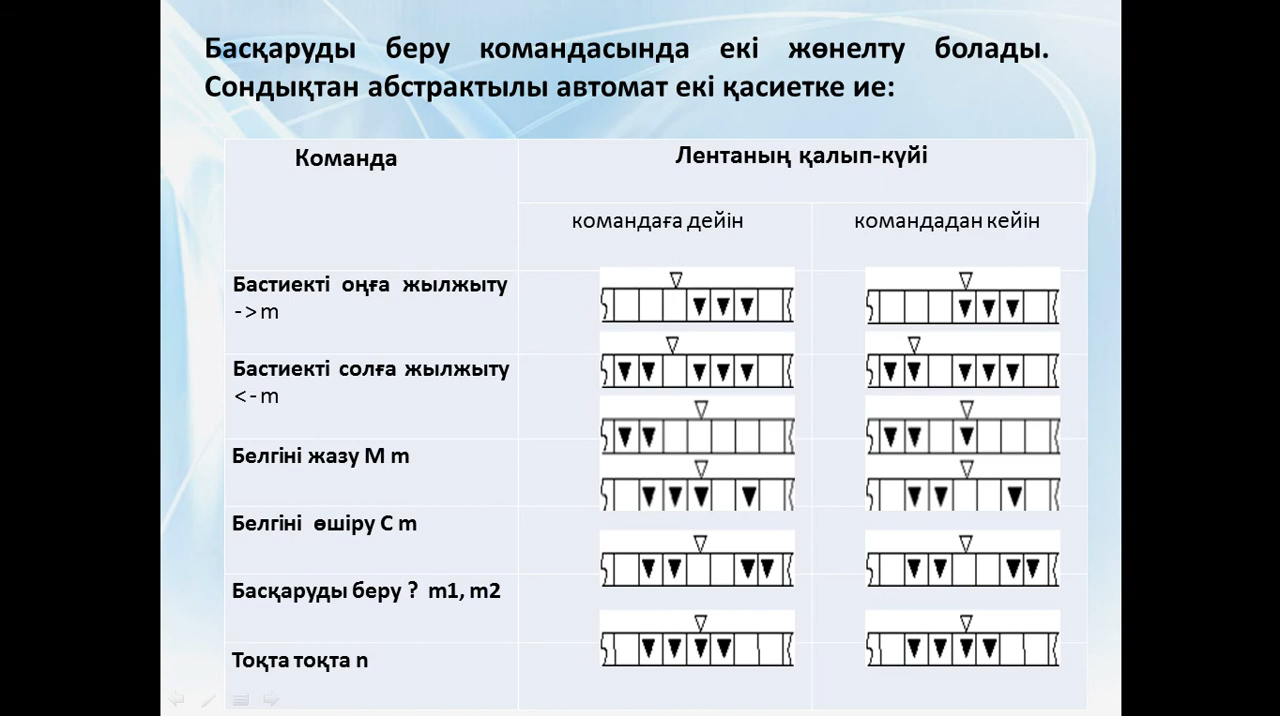 Басқаруды беру командасында екі жөнелту болады.
Сондықтан абстрактылы автомат екі қасиетке ие:
Команда
Лентаның қалып-күйі
командаға дейін
командадан кейін
Бастиекті оңға жылжыту
->m
Бастиекті солға жылжыту
<-m
Белгіні жазу М m
Белгіні өшіру С m
Басқаруды беру ? m1, m2
Тоқта тоқта n